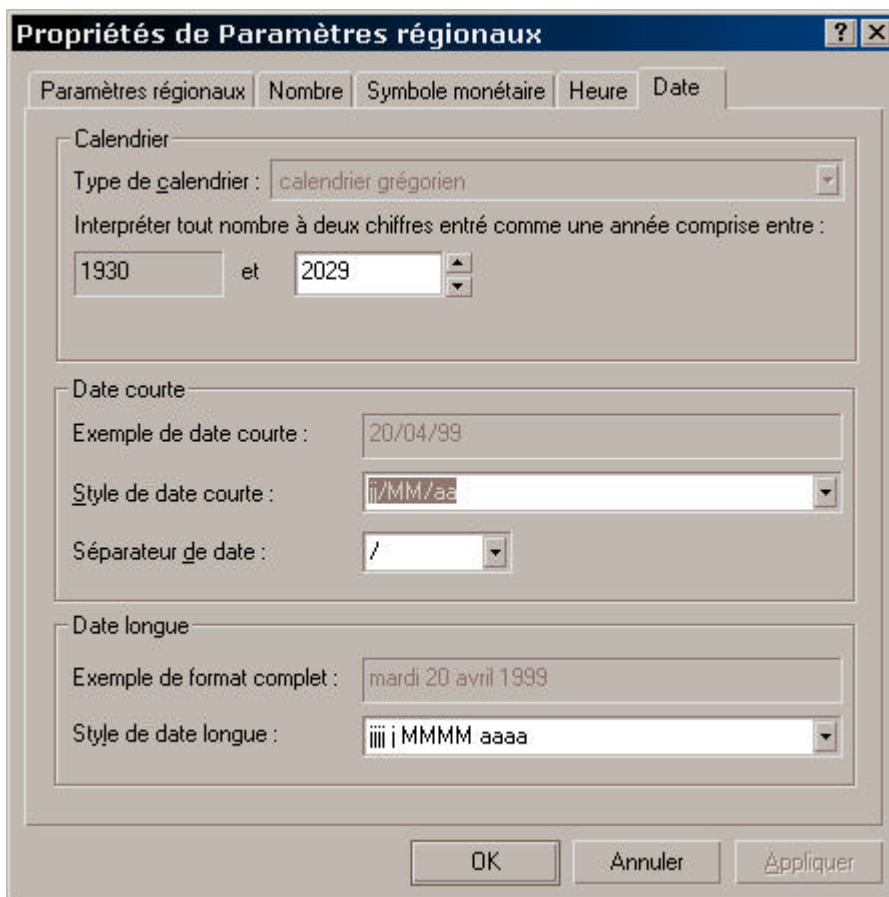 Propriétés de Paramètres régionaux
Paramètres régionaux Nombre Symbole monétaire Heure Date
Calendrier
Type de calendrier : calendrier grégorien
Interpréter tout nombre à deux chiffres entré comme une année comprise entre :
1930 et 2029
Date courte
Exemple de date courte : 20/04/99
Style de date courte : jj/MM/aa
Séparateur de date : /
Date longue
Exemple de format complet : mardi 20 avril 1999
Style de date longue : jjjj j MMMM aaaa
OK Annuler Appliquer